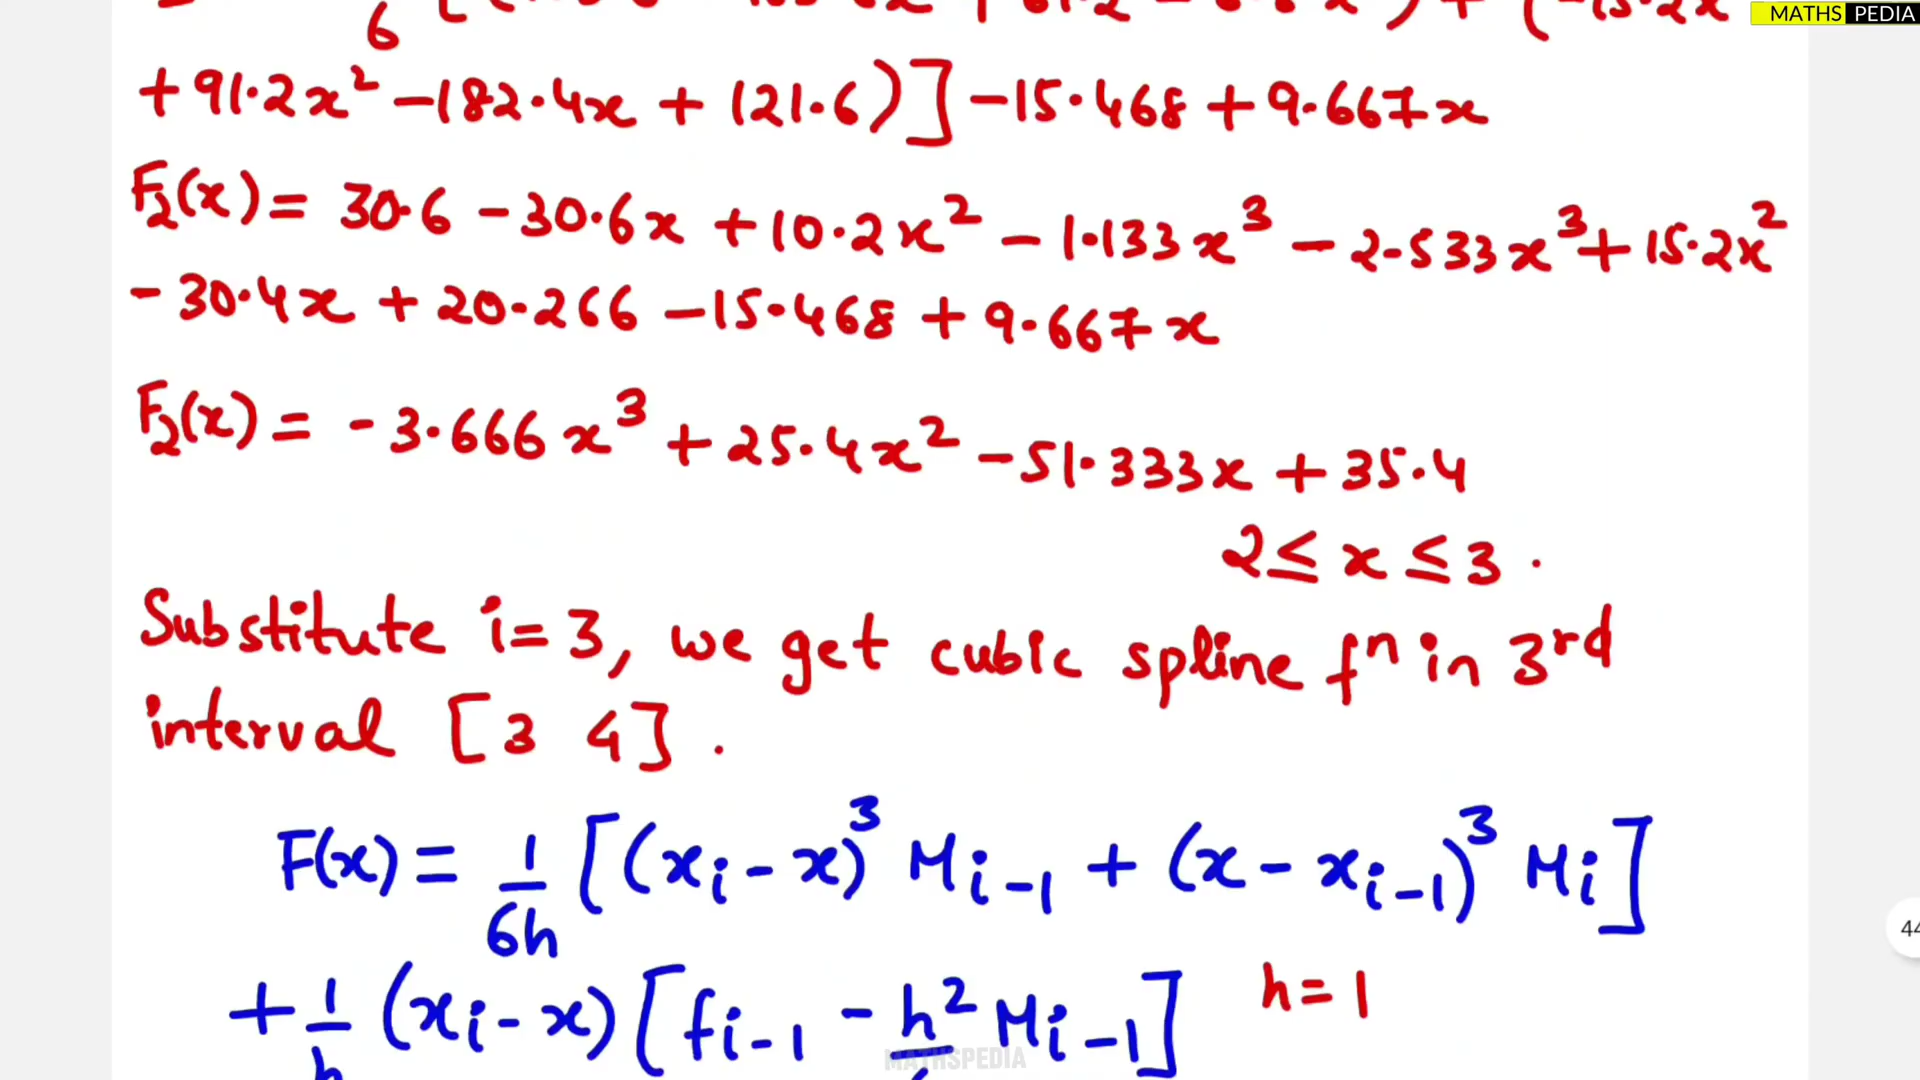 MATHS PEDIA
6
+91.2x² -182.4x + 121.6)] -15.468 + 9.667x
F₂(x) = 30.6 - 30.6x + 10.2x² - 1.133x³ - 2.533x³ + 15.2x²
- 30.4x + 20.266 - 15.468 + 9.667x
F₂(x) = -3.666x³ + 25.4x² - 51.333x + 35.4
2 ≤ x ≤ 3 .
Substitute i=3, we get cubic spline fⁿ in 3ʳᵈ
interval [3 4] .
F(x) = 1/6h [(xᵢ - x)³ Mᵢ₋₁ + (x - xᵢ₋₁)³ Mᵢ]
44
+ 1/h (xᵢ - x) [fᵢ₋₁ - h² Mᵢ₋₁] h = 1
MATHSPEDIA